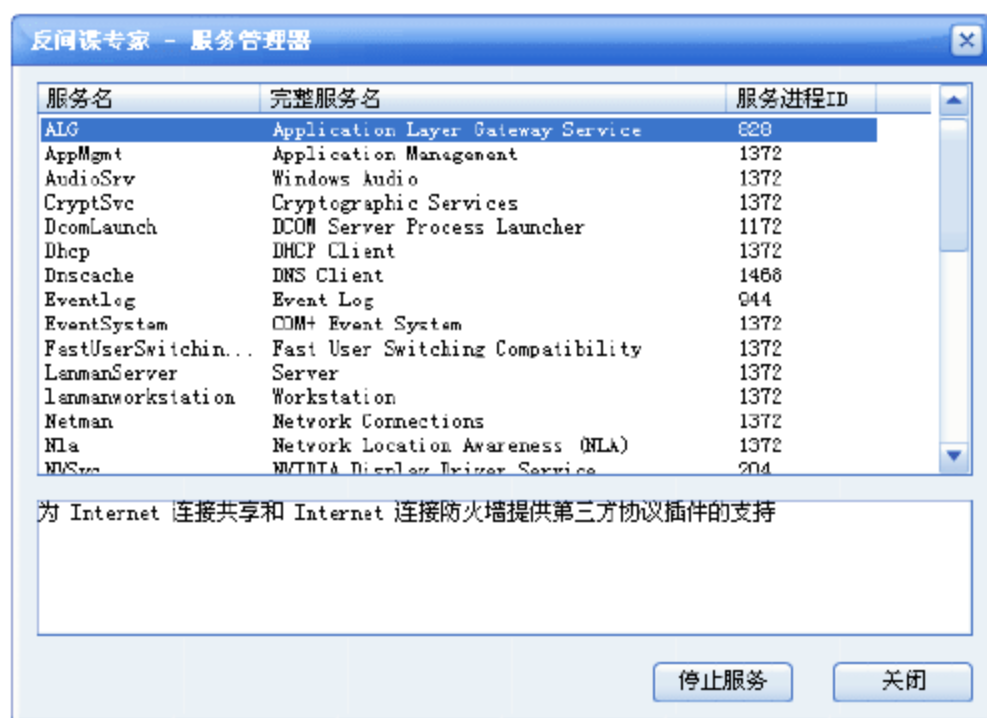 反间谍专家 - 服务管理器
服务名 完整服务名 服务进程ID
ALG Application Layer Gateway Service 828
AppMgmt Application Management 1372
AudioSrv Windows Audio 1372
CryptSvc Cryptographic Services 1372
DcomLaunch DCOM Server Process Launcher 1172
Dhcp DHCP Client 1372
Dnscache DNS Client 1468
Eventlog Event Log 944
EventSystem COM+ Event System 1372
FastUserSwitchin... Fast User Switching Compatibility 1372
LanmanServer Server 1372
lanmanworkstation Workstation 1372
Netman Network Connections 1372
Nla Network Location Awareness (NLA) 1372
NVSvc NVIDIA Display Driver Service 204
为 Internet 连接共享和 Internet 连接防火墙提供第三方协议插件的支持
停止服务 关闭